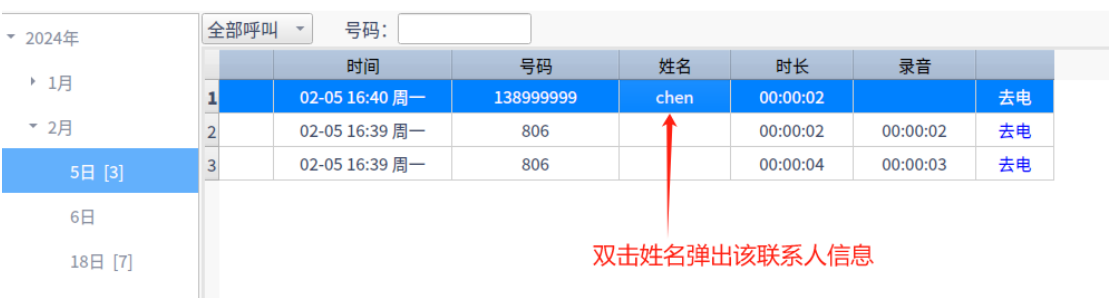 2024年
1月
2月
5日 [3]
6日
18日 [7]
全部呼叫 号码：
时间 号码 姓名 时长 录音
1 02-05 16:40 周一 138999999 chen 00:00:02 去电
2 02-05 16:39 周一 806 00:00:02 00:00:02 去电
3 02-05 16:39 周一 806 00:00:04 00:00:03 去电
双击姓名弹出该联系人信息